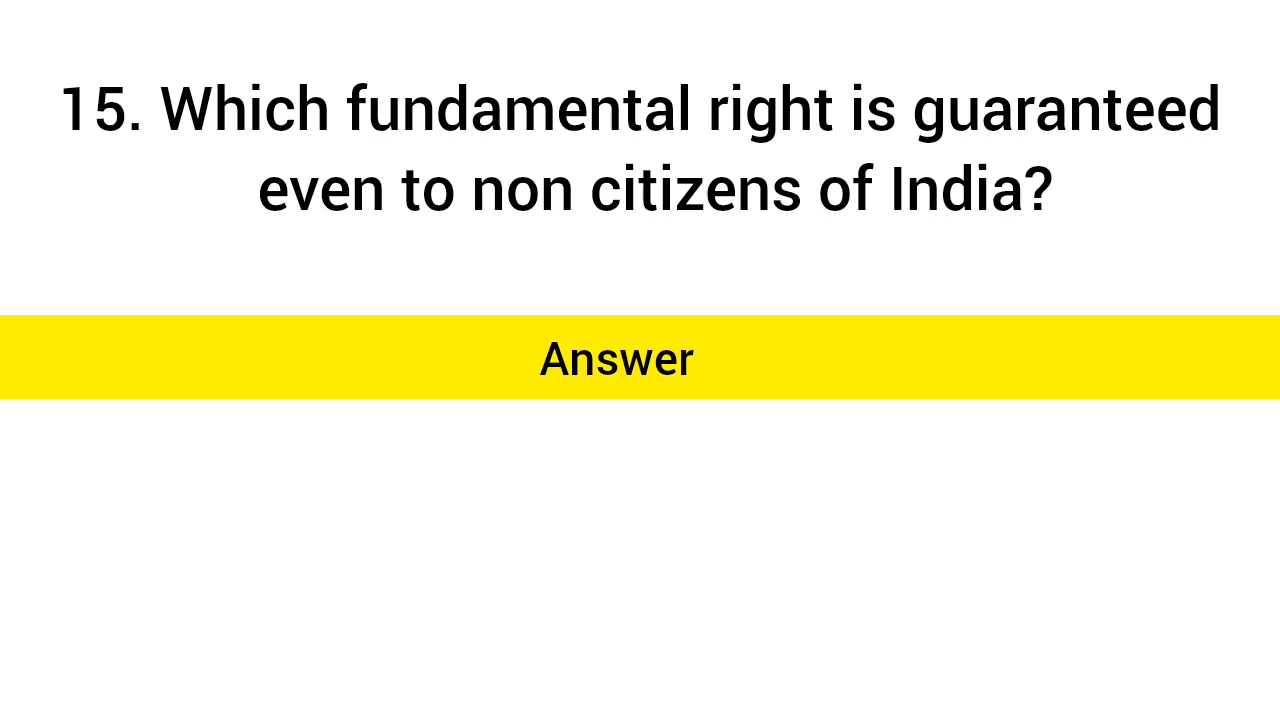 15. Which fundamental right is guaranteed
even to non citizens of India?
Answer